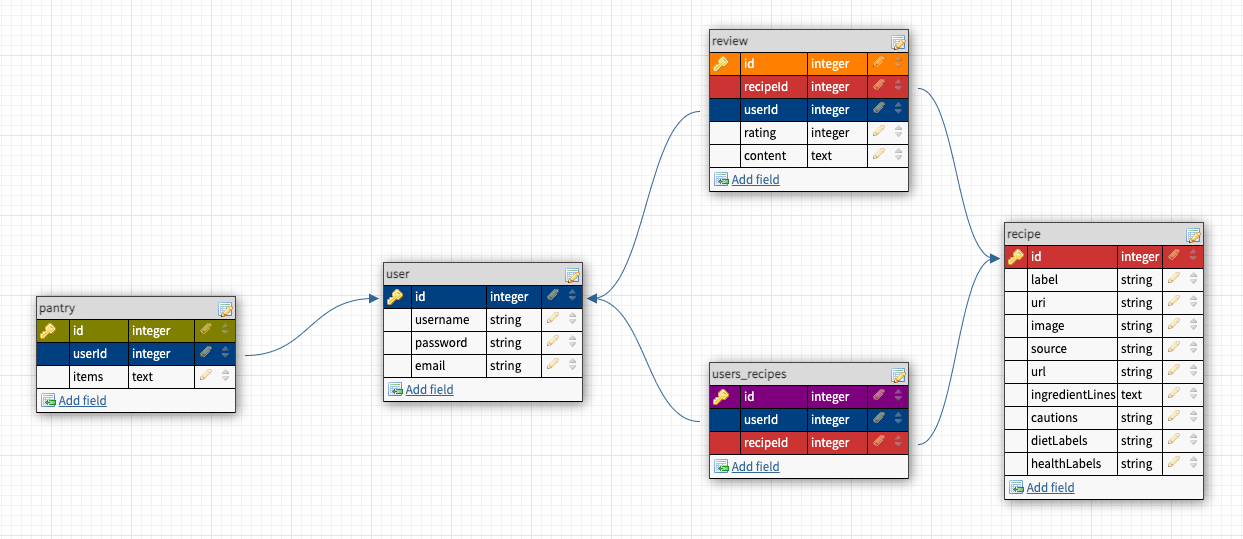 review
id integer
recipeId integer
userId integer
rating integer
content text
Add field
recipe
id integer
label string
uri string
image string
source string
url string
ingredientLines text
cautions string
dietLabels string
healthLabels string
Add field
user
id integer
username string
password string
email string
Add field
pantry
id integer
userId integer
items text
Add field
users_recipes
id integer
userId integer
recipeId integer
Add field